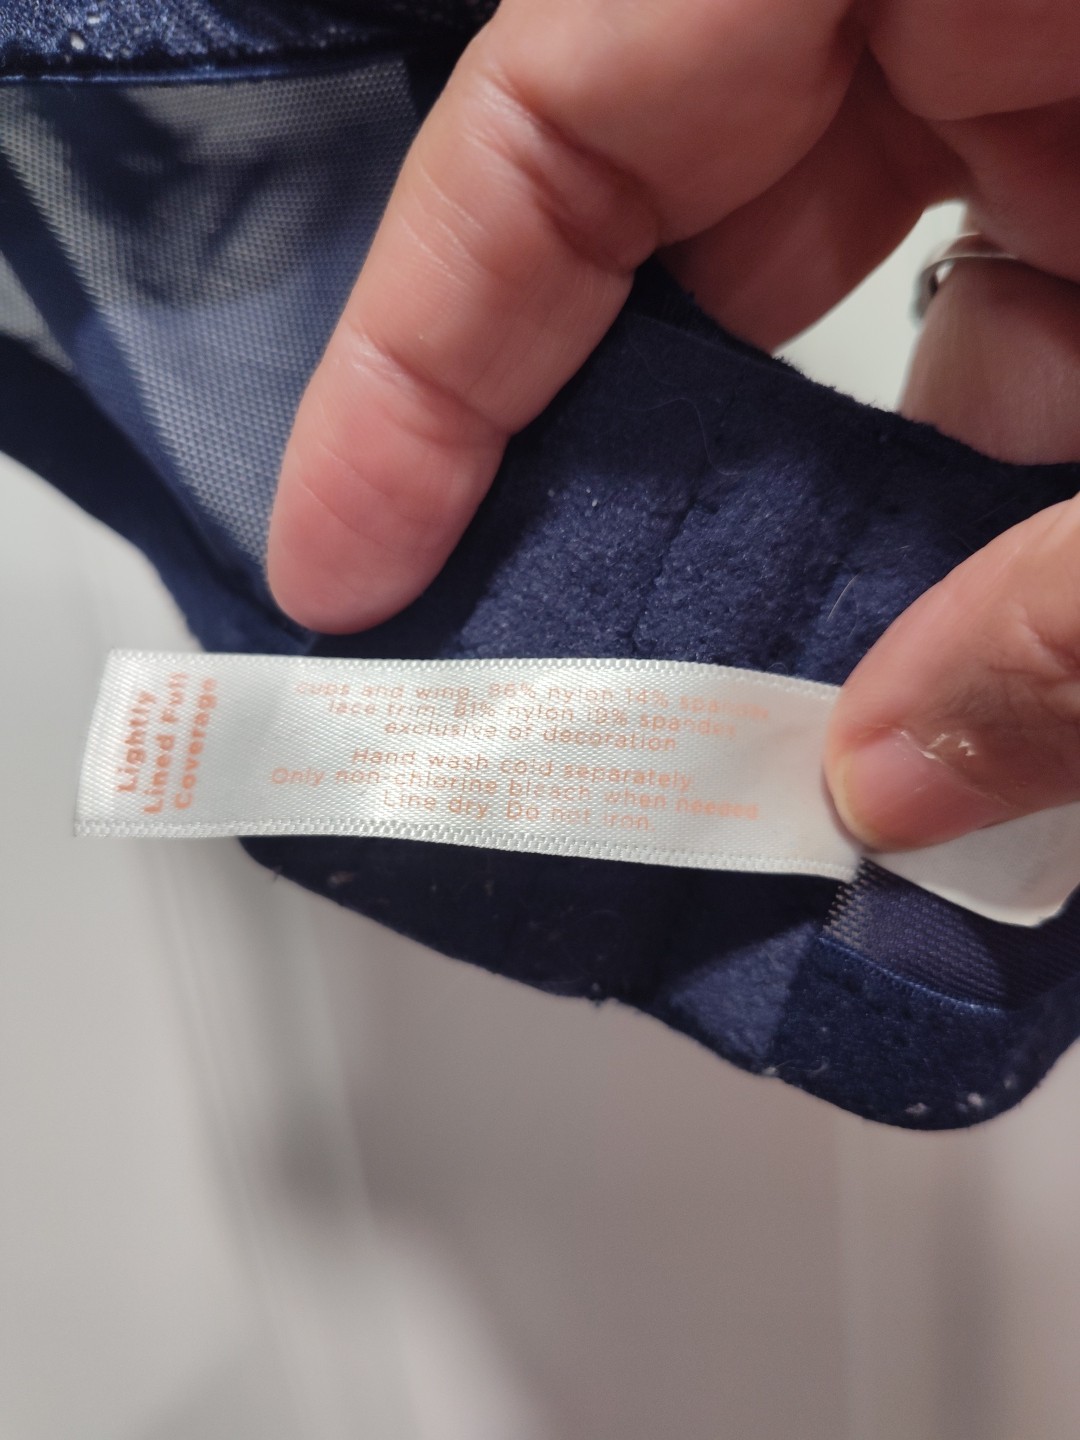 Lightly
Lined Full
Coverage
cups and wing. 86% nylon 14% spandex
lace trim. 81% nylon 19% spandex
exclusive of decoration
Hand wash cold separately.
Only non-chlorine bleach when needed.
Line dry. Do not iron.